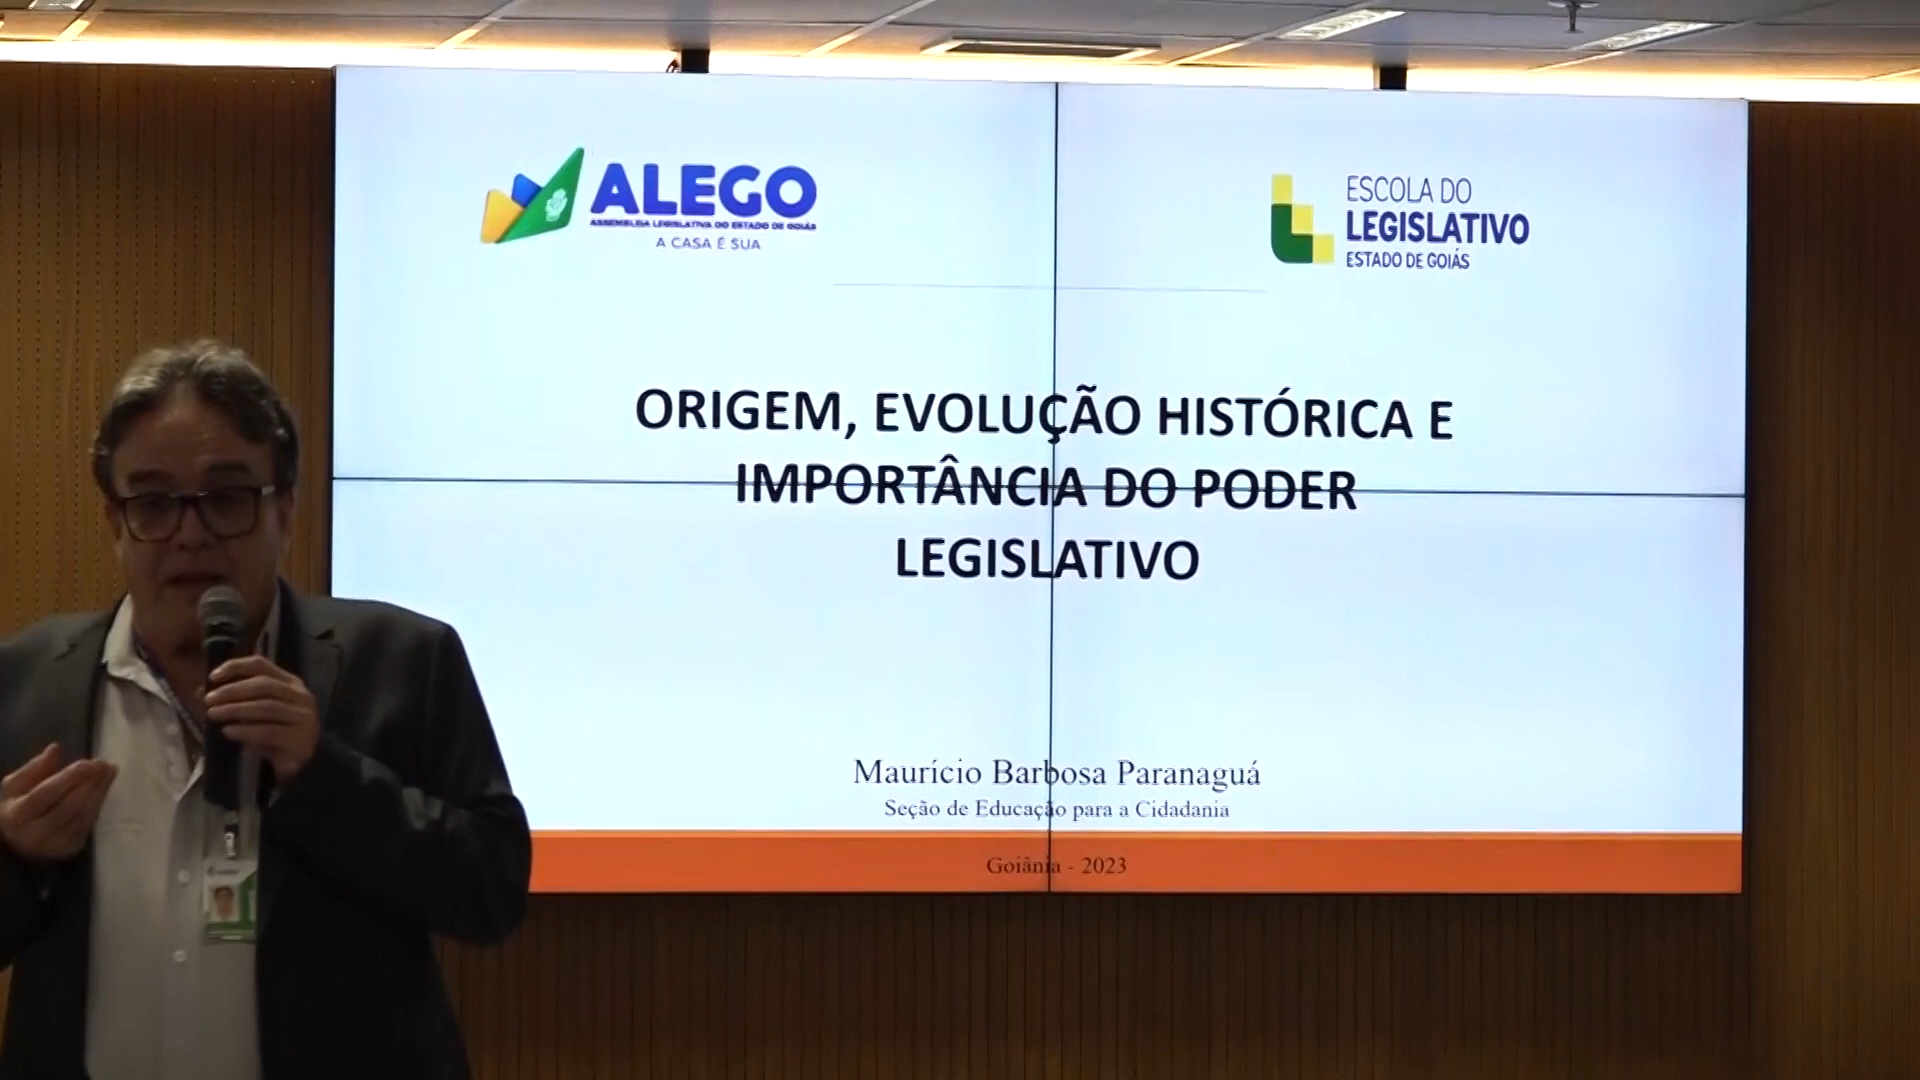 ALEGO
ASSEMBLEIA LEGISLATIVA DO ESTADO DE GOIÁS
A CASA É SUA
ESCOLA DO
LEGISLATIVO
ESTADO DE GOIÁS
ORIGEM, EVOLUÇÃO HISTÓRICA E
IMPORTÂNCIA DO PODER
LEGISLATIVO
Maurício Barbosa Paranaguá
Seção de Educação para a Cidadania
Goiânia - 2023